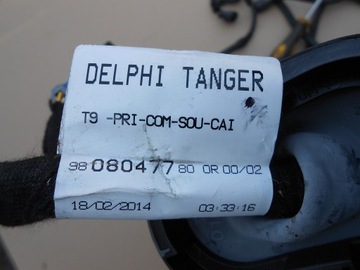 DELPHI TANGER
T9 -PRI-COM-SOU-CAI
98 080477 80 OR 00/02
18/02/2014 03:33:16